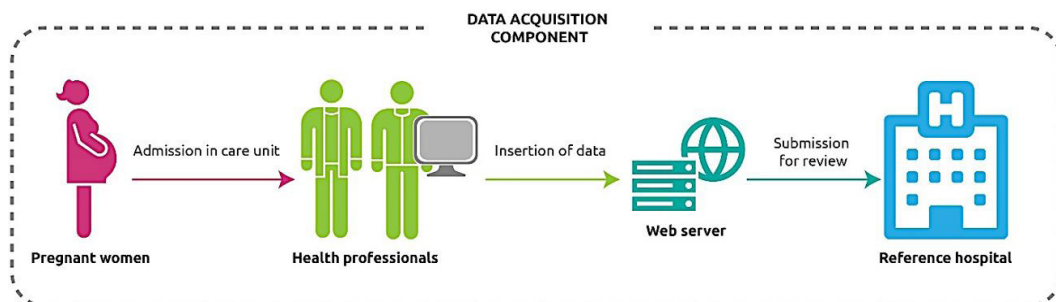 DATA ACQUISITION
COMPONENT
Admission in care unit
Insertion of data
Submission
for review
H
Pregnant women
Health professionals
Web server
Reference hospital